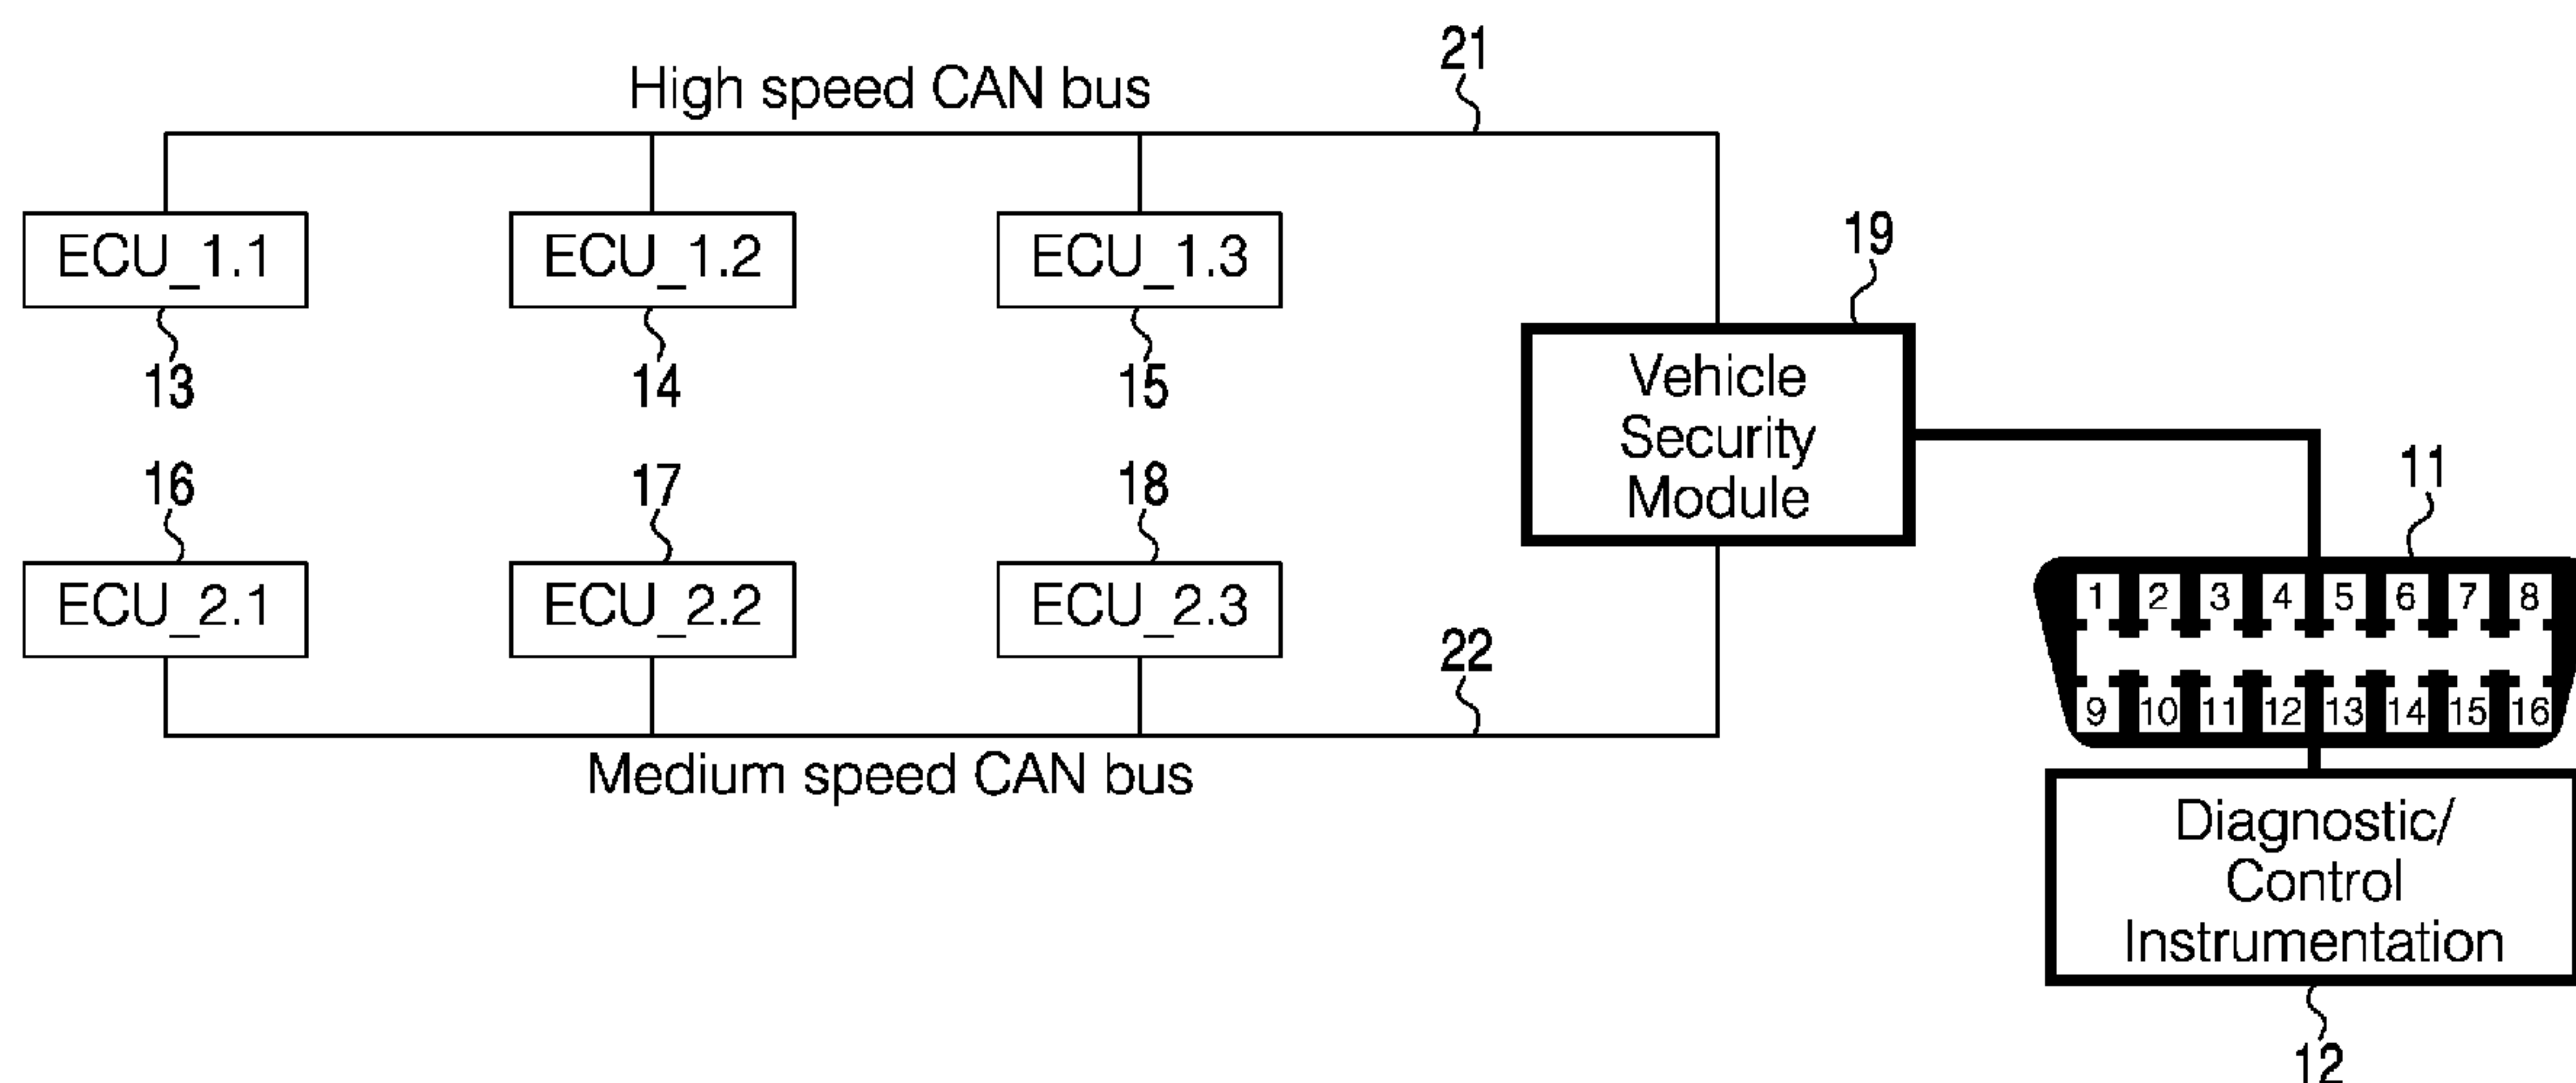 21
High speed CAN bus
ECU_1.1
ECU_1.2
ECU_1.3
13
14
15
19
Vehicle
Security
Module
16
17
18
ECU_2.1
ECU_2.2
ECU_2.3
22
Medium speed CAN bus
11
1 2 3 4 5 6 7 8
9 10 11 12 13 14 15 16
Diagnostic/
Control
Instrumentation
12